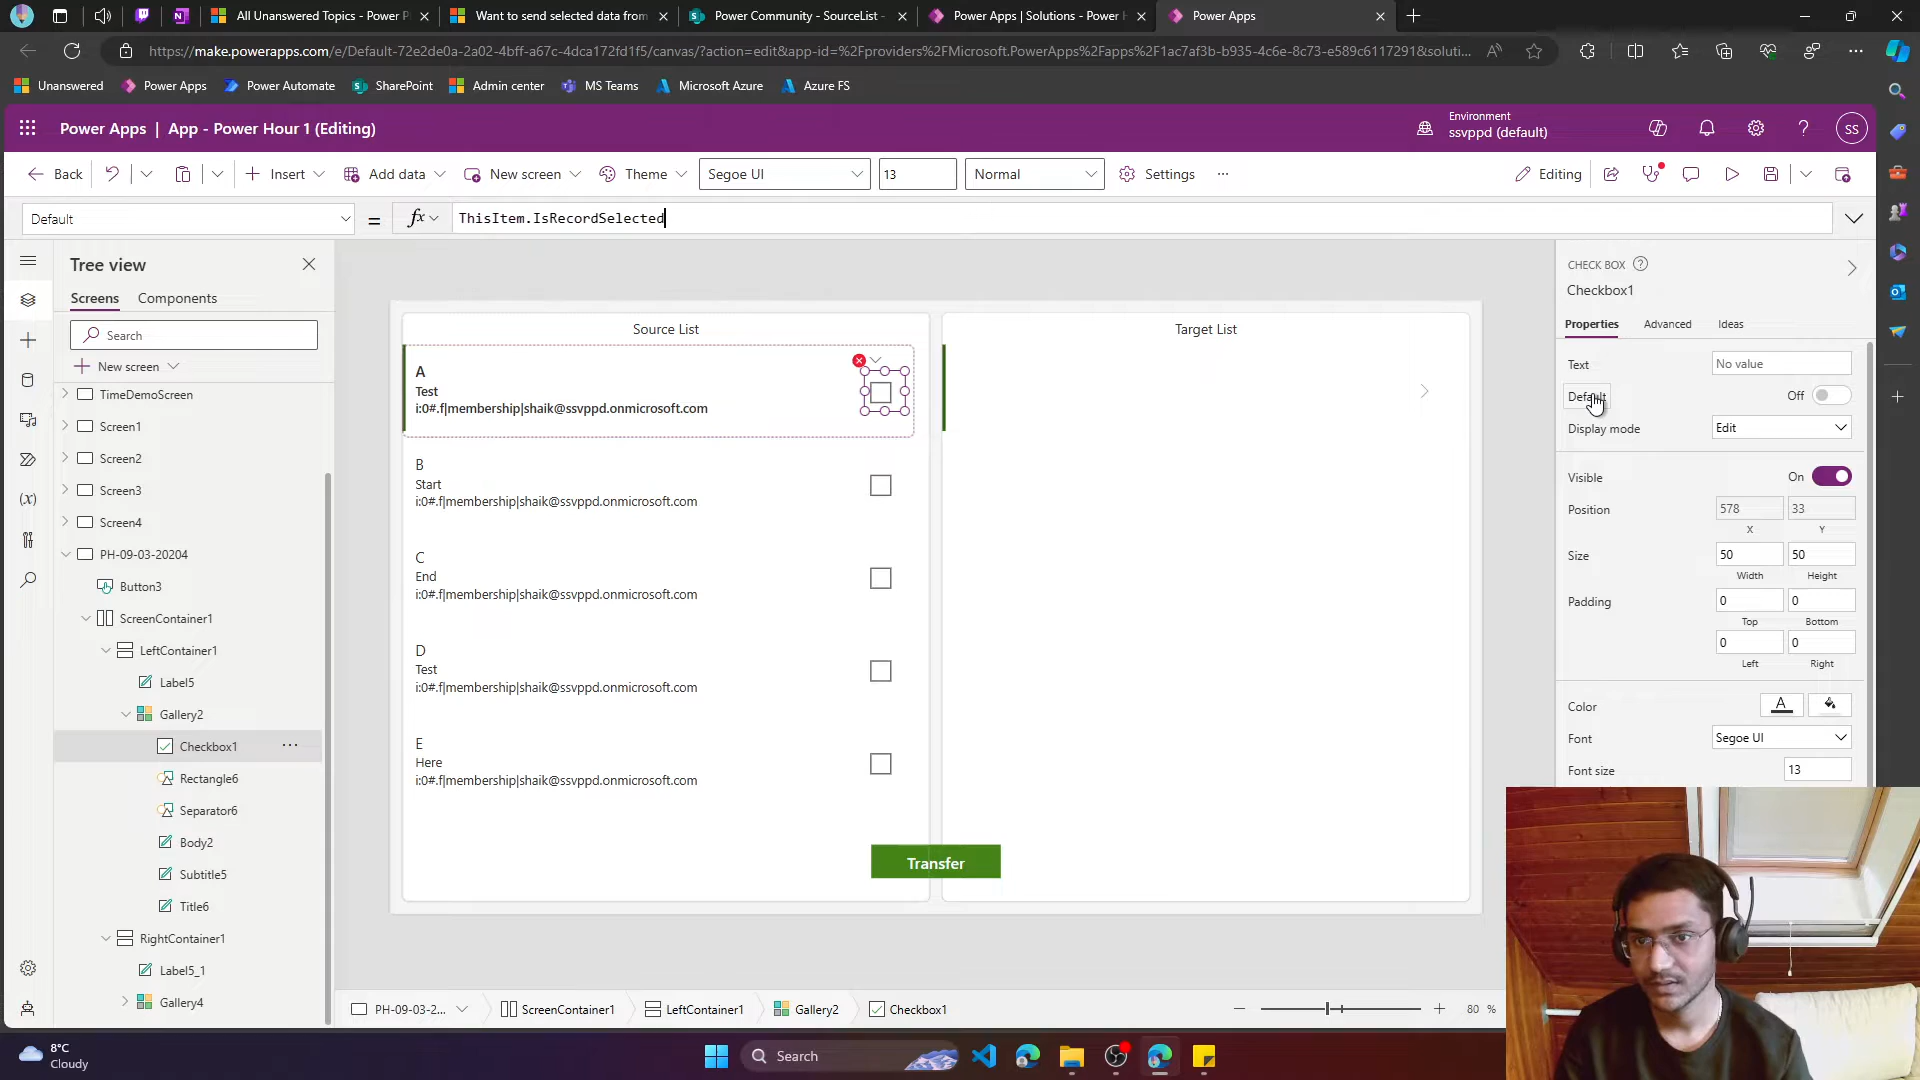 All Unanswered Topics - Power P
Want to send selected data from
Power Community - SourceList -
Power Apps | Solutions - Power H
Power Apps
https://make.powerapps.com/e/Default-72e2de0a-2a02-4bff-a67c-4dca172fd1f5/canvas/?action=edit&app-id=%2Fproviders%2FMicrosoft.PowerApps%2Fapps%2F1ac7af3b-b935-4c6e-8c73-e589c6117291&soluti...
Unanswered
Power Apps
Power Automate
SharePoint
Admin center
MS Teams
Microsoft Azure
Azure FS
Power Apps | App - Power Hour 1 (Editing)
Environment
ssvppd (default)
SS
Back
Insert
Add data
New screen
Theme
Segoe UI
13
Normal
Settings
Editing
Default
= fx ThisItem.IsRecordSelected
Tree view
Screens
Components
Search
New screen
TimeDemoScreen
Screen1
Screen2
Screen3
Screen4
PH-09-03-20204
Button3
ScreenContainer1
LeftContainer1
Label5
Gallery2
Checkbox1
Rectangle6
Separator6
Body2
Subtitle5
Title6
RightContainer1
Label5_1
Gallery4
Source List
A
Test
i:0#.f|membership|shaik@ssvppd.onmicrosoft.com
B
Start
i:0#.f|membership|shaik@ssvppd.onmicrosoft.com
C
End
i:0#.f|membership|shaik@ssvppd.onmicrosoft.com
D
Test
i:0#.f|membership|shaik@ssvppd.onmicrosoft.com
E
Here
i:0#.f|membership|shaik@ssvppd.onmicrosoft.com
Target List
Transfer
PH-09-03-2...
ScreenContainer1
LeftContainer1
Gallery2
Checkbox1
80 %
CHECK BOX
Checkbox1
Properties
Advanced
Ideas
Text
No value
Default
Off
Display mode
Edit
Visible
On
Position
578
33
X
Y
Size
50
50
Width
Height
Padding
0
0
Top
Bottom
0
0
Left
Right
Color
A
Font
Segoe UI
Font size
13
8°C
Cloudy
Search